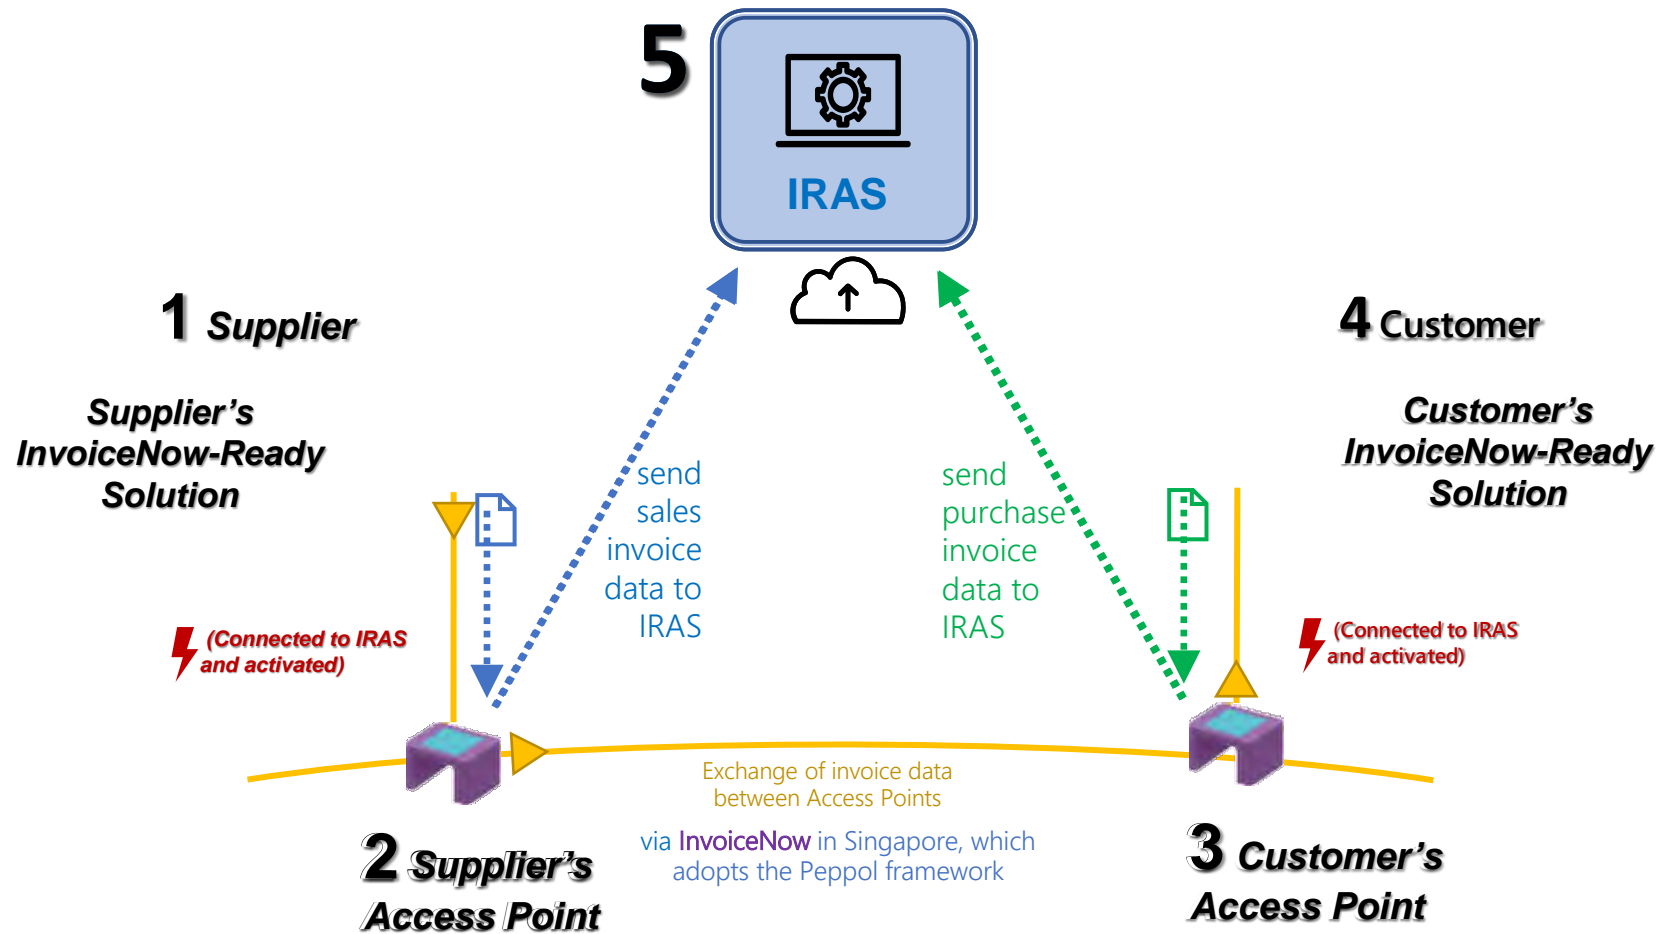 5
IRAS
1 Supplier
4 Customer
Supplier’s
InvoiceNow-Ready
Solution
Customer’s
InvoiceNow-Ready
Solution
send
sales
invoice
data to
IRAS
send
purchase
invoice
data to
IRAS
(Connected to IRAS
and activated)
(Connected to IRAS
and activated)
Exchange of invoice data
between Access Points
via InvoiceNow in Singapore, which
adopts the Peppol framework
2 Supplier’s
Access Point
3 Customer’s
Access Point